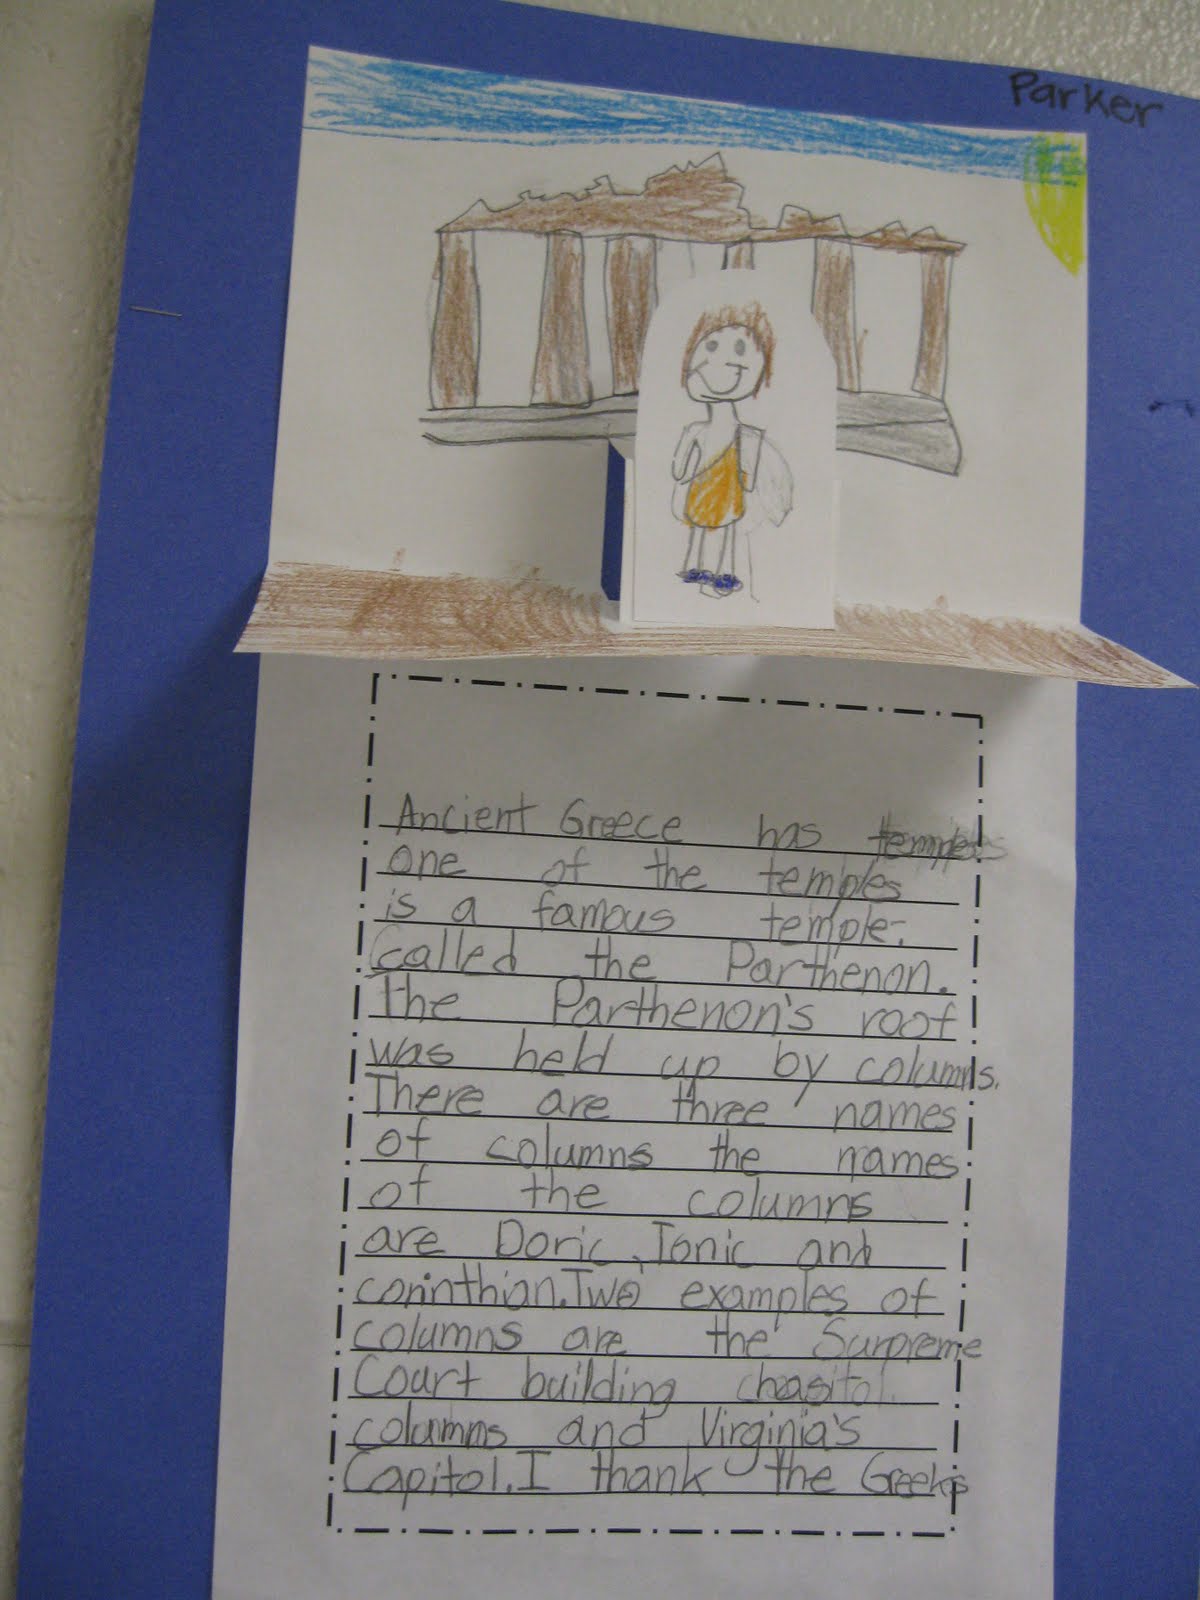 Parker
Ancient Greece has temples
one of the temples
is a famous temple.
Called the Parthenon.
The Parthenon's roof
was held up by columns.
There are three names
of columns the names
of the columns
are Doric, Ionic and
corinthian. Two examples of
columns are the Surpreme
Court building has
columns and Virginia's
Capitol. I thank the Greeks